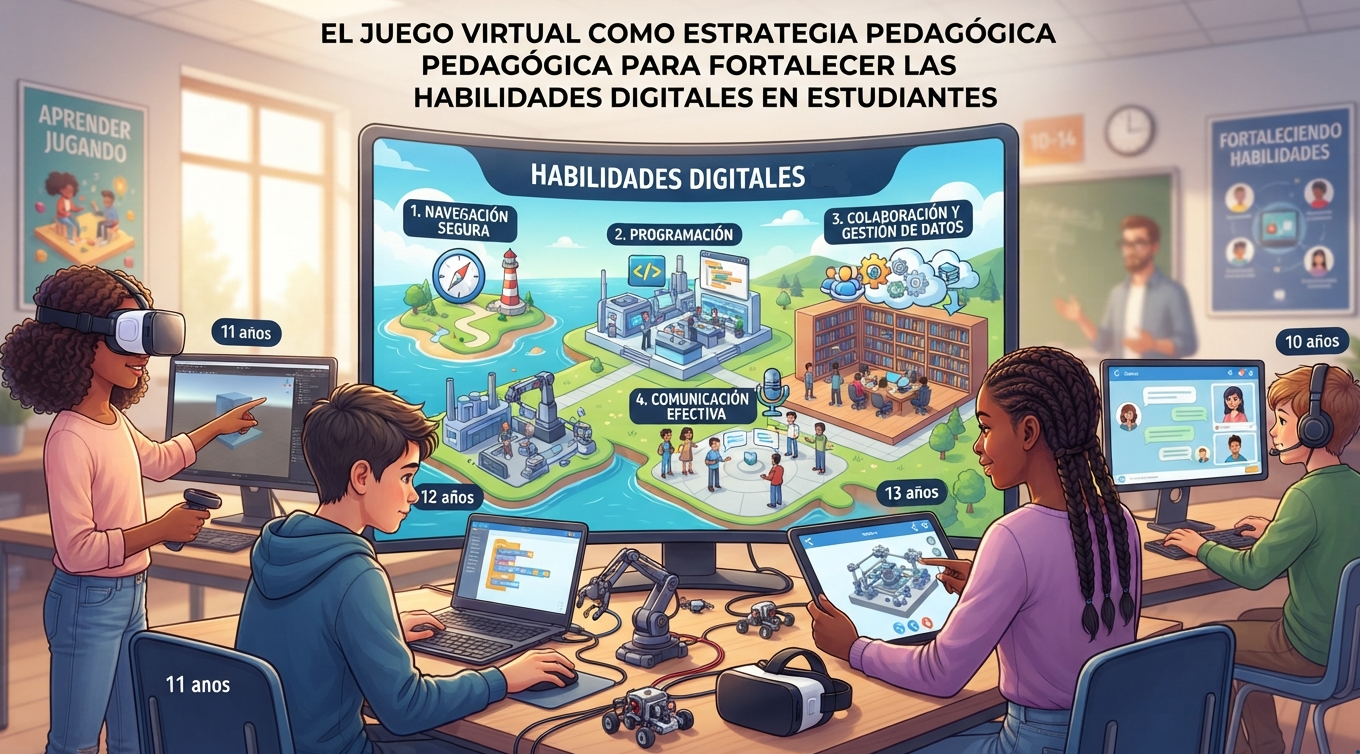 EL JUEGO VIRTUAL COMO ESTRATEGIA PEDAGÓGICA
PEDAGÓGICA PARA FORTALECER LAS
HABILIDADES DIGITALES EN ESTUDIANTES
APRENDER
JUGANDO
10-14
FORTALECIENDO
HABILIDADES
HABILIDADES DIGITALES
1. NAVEGACIÓN
SEGURA
2. PROGRAMACIÓN
3. COLABORACIÓN Y
GESTIÓN DE DATOS
</>
4. COMUNICACIÓN
EFECTIVA
11 años
10 años
12 años
13 años
11 anos